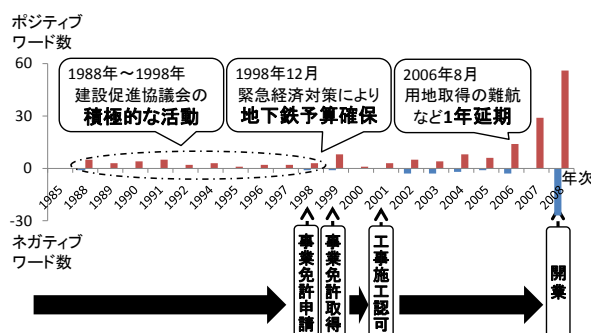 ポジティブ
ワード数
60
30
0
-30
1988年～1998年
建設促進協議会の
積極的な活動
1998年12月
緊急経済対策により
地下鉄予算確保
2006年8月
用地取得の難航
など1年延期
1985
1988
1989
1990
1991
1992
1994
1995
1996
1997
1998
1999
2000
2001
2002
2003
2004
2005
2006
2007
2008
年次
ネガティブ
ワード数
事業免許申請
事業免許取得
工事施工認可
開業